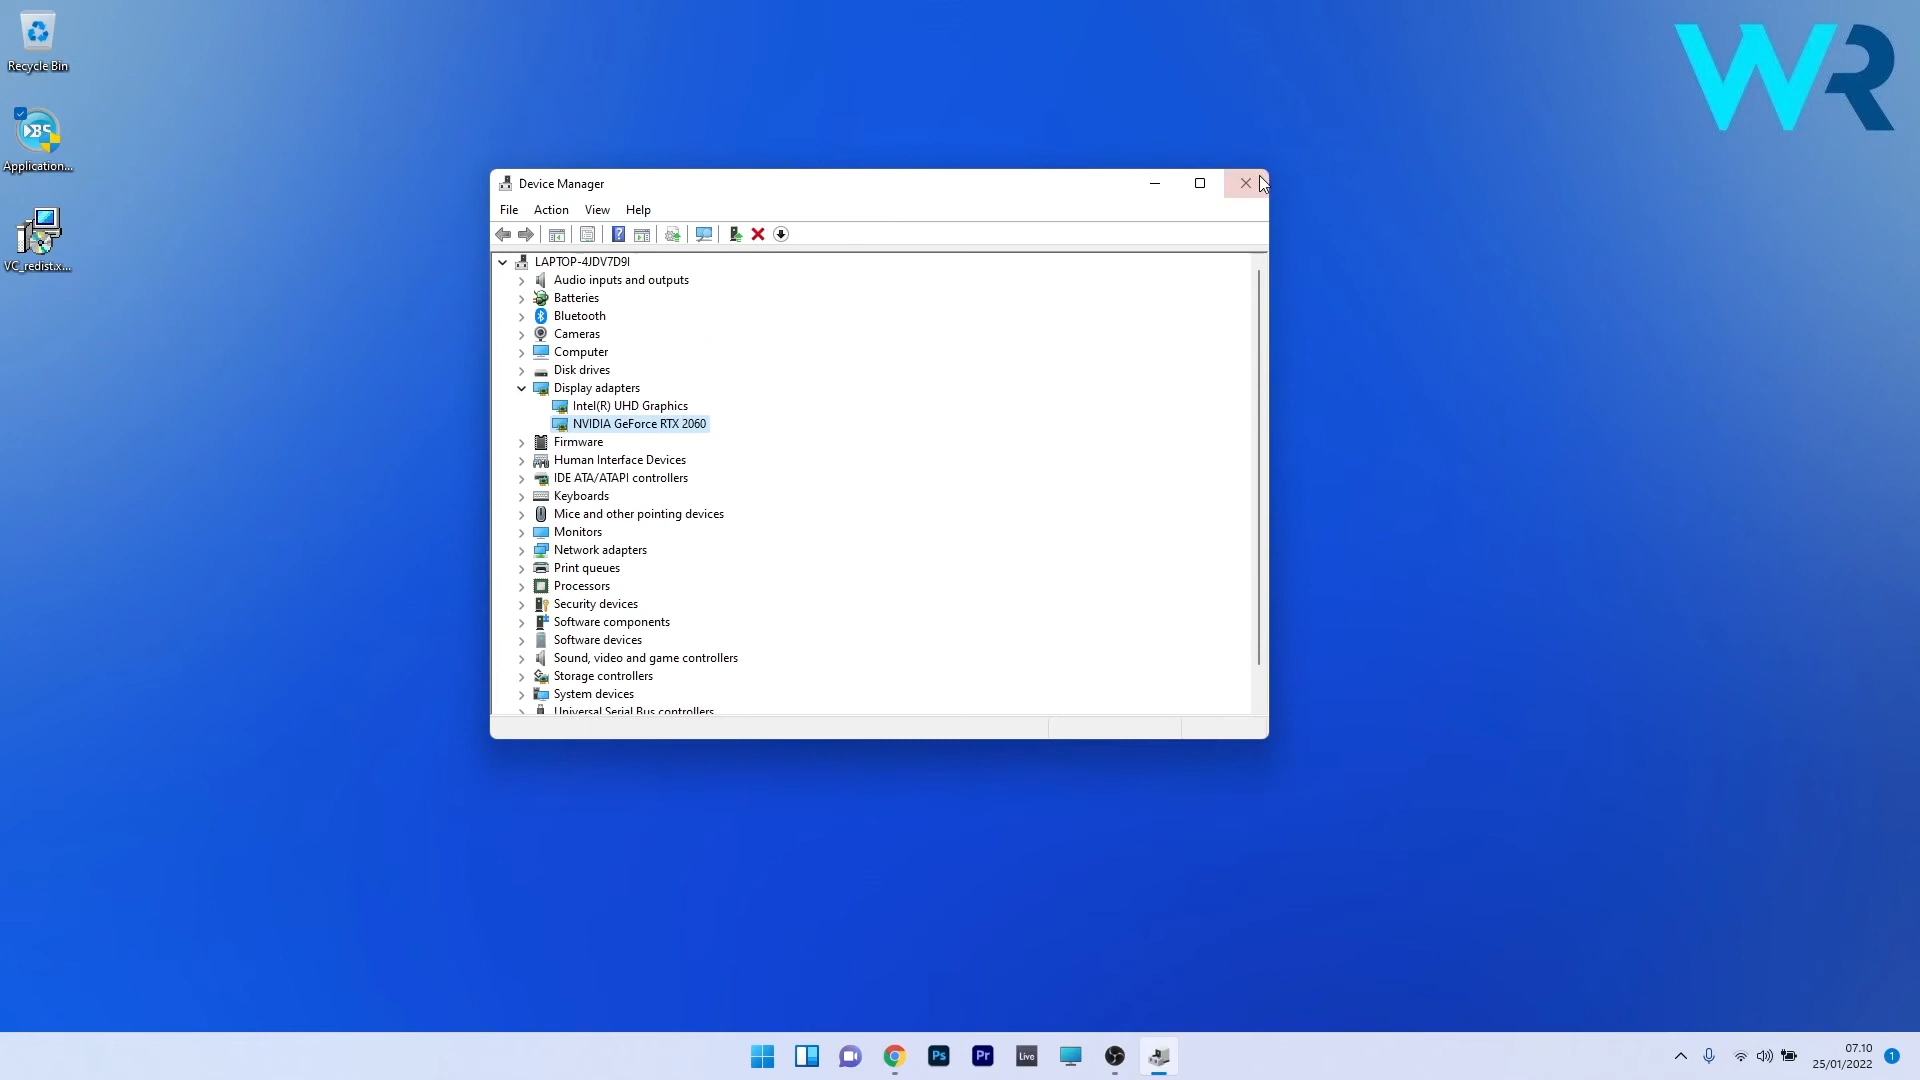 Recycle Bin
Application...
VC_redist.x...
WR
Device Manager
File Action View Help
LAPTOP-4JDV7D9I
Audio inputs and outputs
Batteries
Bluetooth
Cameras
Computer
Disk drives
Display adapters
Intel(R) UHD Graphics
NVIDIA GeForce RTX 2060
Firmware
Human Interface Devices
IDE ATA/ATAPI controllers
Keyboards
Mice and other pointing devices
Monitors
Network adapters
Print queues
Processors
Security devices
Software components
Software devices
Sound, video and game controllers
Storage controllers
System devices
Universal Serial Bus controllers
Ps Pr Live
07.10
25/01/2022
1